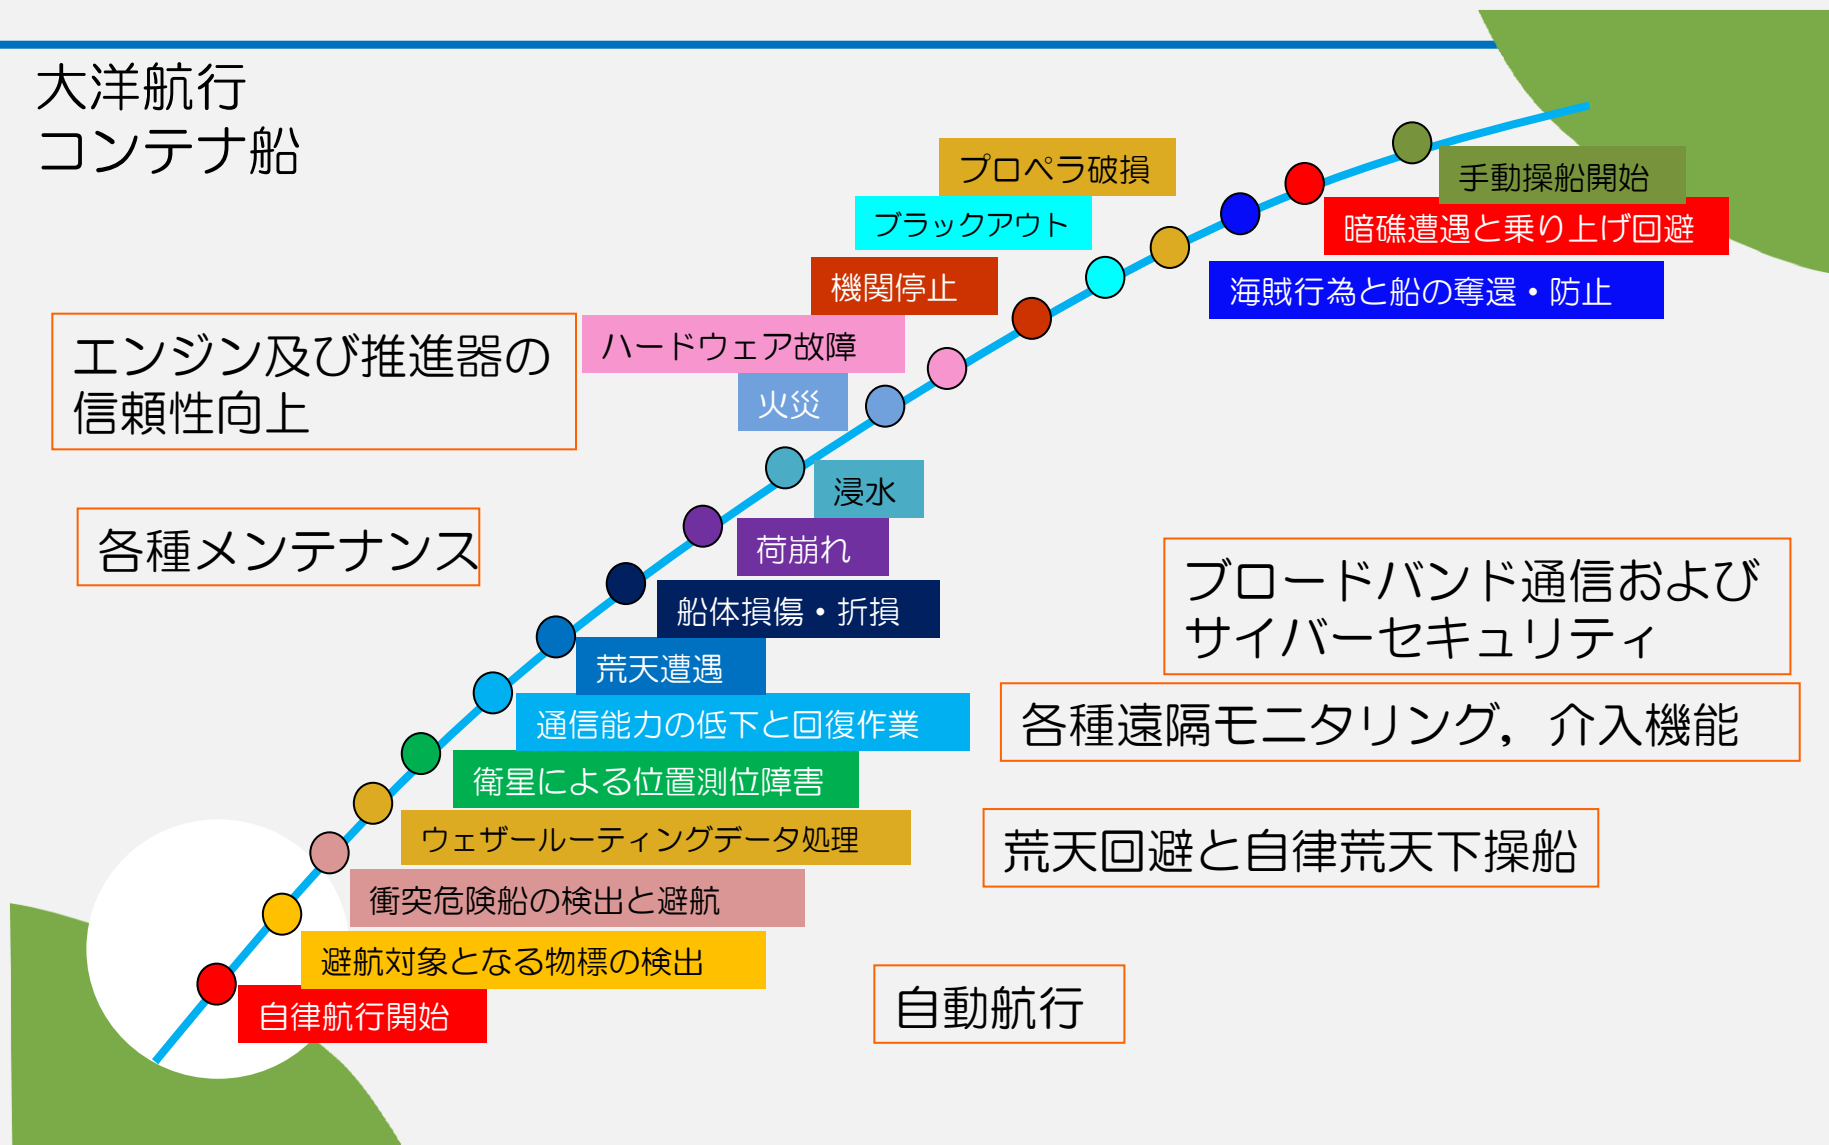 大洋航行
コンテナ船
プロペラ破損
手動操船開始
ブラックアウト
暗礁遭遇と乗り上げ回避
機関停止
海賊行為と船の奪還・防止
エンジン及び推進器の
信頼性向上
ハードウェア故障
火災
浸水
各種メンテナンス
荷崩れ
ブロードバンド通信および
サイバーセキュリティ
船体損傷・折損
荒天遭遇
通信能力の低下と回復作業
各種遠隔モニタリング，介入機能
衛星による位置測位障害
ウェザールーティングデータ処理
荒天回避と自律荒天下操船
衝突危険船の検出と避航
避航対象となる物標の検出
自律航行開始
自動航行